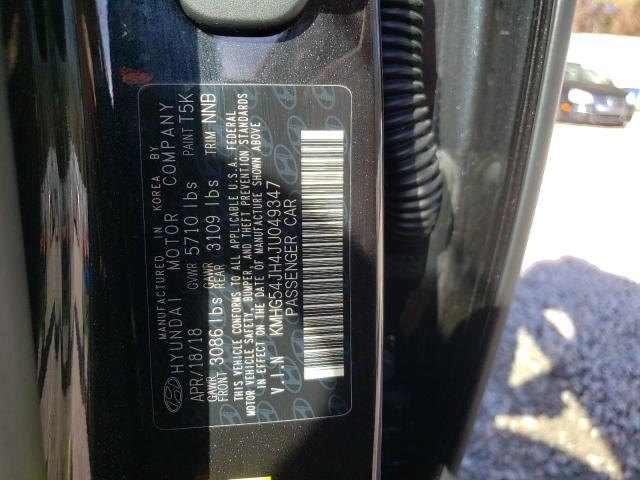 MANUFACTURED IN KOREA BY
HYUNDAI MOTOR COMPANY
APR/18/18 GVWR 5710 lbs PAINT T5K
GAWR FRONT 3086 lbs GAWR REAR 3109 lbs TRIM NNB
THIS VEHICLE CONFORMS TO ALL APPLICABLE U.S.A. FEDERAL
MOTOR VEHICLE SAFETY, BUMPER, AND THEFT PREVENTION STANDARDS
IN EFFECT ON THE DATE OF MANUFACTURE SHOWN ABOVE.
V.I.N KMHG54JH4JU049347
PASSENGER CAR